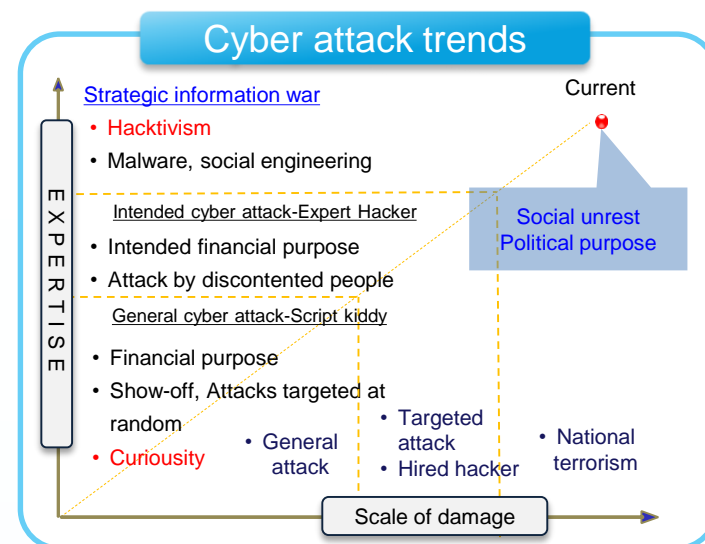 Cyber attack trends
Strategic information war
Current
• Hacktivism
• Malware, social engineering
Intended cyber attack-Expert Hacker
Social unrest
Political purpose
• Intended financial purpose
• Attack by discontented people
General cyber attack-Script kiddy
EXPERTISE
• Financial purpose
• Show-off, Attacks targeted at
random
• Curiousity
• General
attack
• Targeted
attack
• Hired hacker
• National
terrorism
Scale of damage